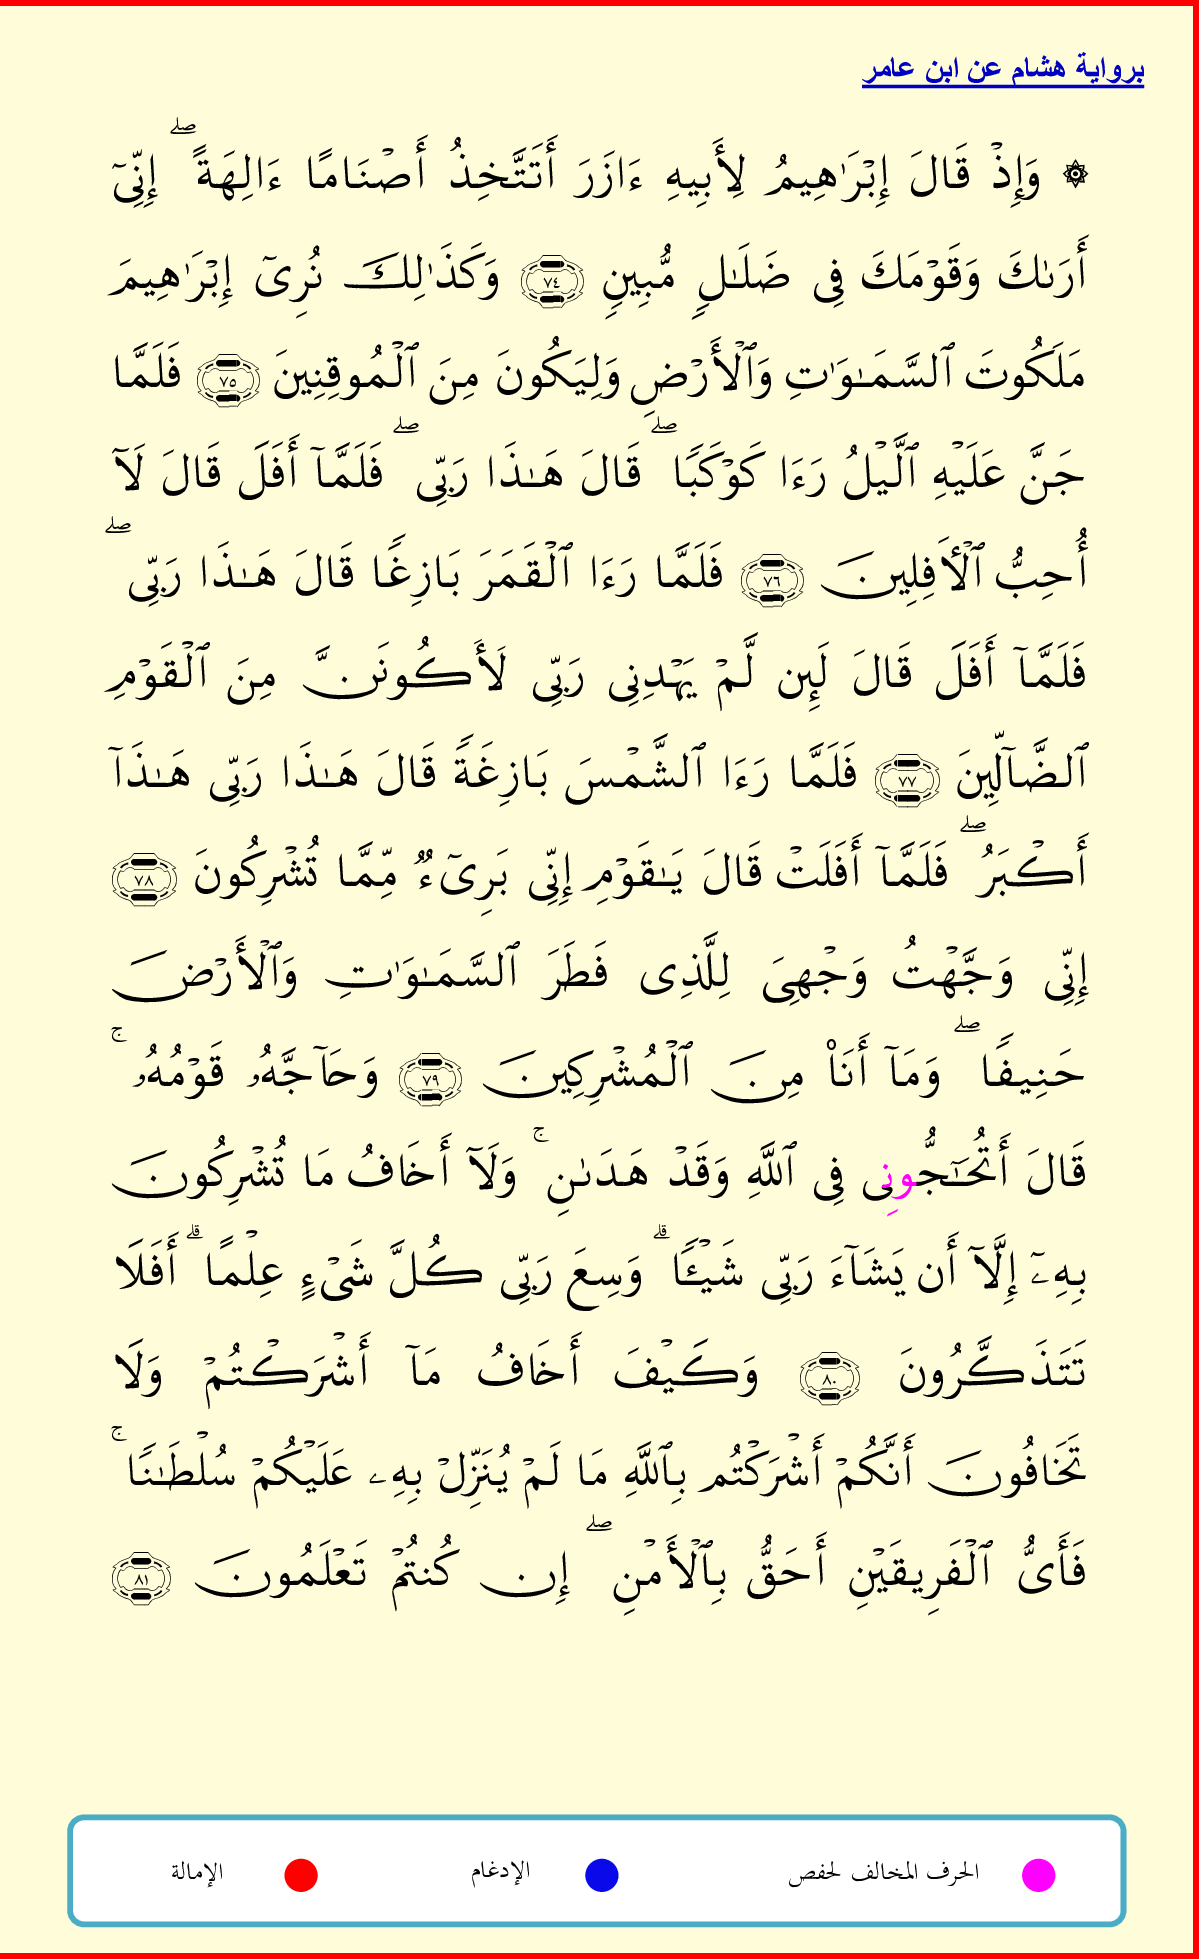 برواية هشام عن ابن عامر
۞ وَإِذْ قَالَ إِبْرَٰهِيمُ لِأَبِيهِ ءَازَرَ أَتَتَّخِذُ أَصْنَامًا ءَالِهَةً ۖ إِنِّىٓ
أَرَىٰكَ وَقَوْمَكَ فِى ضَلَـٰلٍ مُّبِينٍ ٧٤ وَكَذَٰلِكَ نُرِىٓ إِبْرَٰهِيمَ
مَلَكُوتَ ٱلسَّمَـٰوَٰتِ وَٱلْأَرْضِ وَلِيَكُونَ مِنَ ٱلْمُوقِنِينَ ٧٥ فَلَمَّا
جَنَّ عَلَيْهِ ٱلَّيْلُ رَءَا كَوْكَبًا ۖ قَالَ هَـٰذَا رَبِّى ۖ فَلَمَّآ أَفَلَ قَالَ لَآ
أُحِبُّ ٱلْأَفِلِينَ ٧٦ فَلَمَّا رَءَا ٱلْقَمَرَ بَازِغًا قَالَ هَـٰذَا رَبِّى ۖ
فَلَمَّآ أَفَلَ قَالَ لَئِن لَّمْ يَهْدِنِى رَبِّى لَأَكُونَنَّ مِنَ ٱلْقَوْمِ
ٱلضَّآلِّينَ ٧٧ فَلَمَّا رَءَا ٱلشَّمْسَ بَازِغَةً قَالَ هَـٰذَا رَبِّى هَـٰذَآ
أَكْبَرُ ۖ فَلَمَّآ أَفَلَتْ قَالَ يَـٰقَوْمِ إِنِّى بَرِىٓءٌ مِّمَّا تُشْرِكُونَ ٧٨
إِنِّى وَجَّهْتُ وَجْهِىَ لِلَّذِى فَطَرَ ٱلسَّمَـٰوَٰتِ وَٱلْأَرْضَ
حَنِيفًا ۖ وَمَآ أَنَا۠ مِنَ ٱلْمُشْرِكِينَ ٧٩ وَحَآجَّهُۥ قَوْمُهُۥ ۚ
قَالَ أَتُحَـٰٓجُّونِى فِى ٱللَّهِ وَقَدْ هَدَىٰنِ ۚ وَلَآ أَخَافُ مَا تُشْرِكُونَ
بِهِۦٓ إِلَّآ أَن يَشَآءَ رَبِّى شَيْـًٔا ۗ وَسِعَ رَبِّى كُلَّ شَىْءٍ عِلْمًا ۗ أَفَلَا
تَتَذَكَّرُونَ ٨٠ وَكَيْفَ أَخَافُ مَآ أَشْرَكْتُمْ وَلَا
تَخَافُونَ أَنَّكُمْ أَشْرَكْتُم بِٱللَّهِ مَا لَمْ يُنَزِّلْ بِهِۦ عَلَيْكُمْ سُلْطَـٰنًا ۚ
فَأَىُّ ٱلْفَرِيقَيْنِ أَحَقُّ بِٱلْأَمْنِ ۖ إِن كُنتُمْ تَعْلَمُونَ ٨١
الحرف المخالف لحفص الإدغام الإمالة